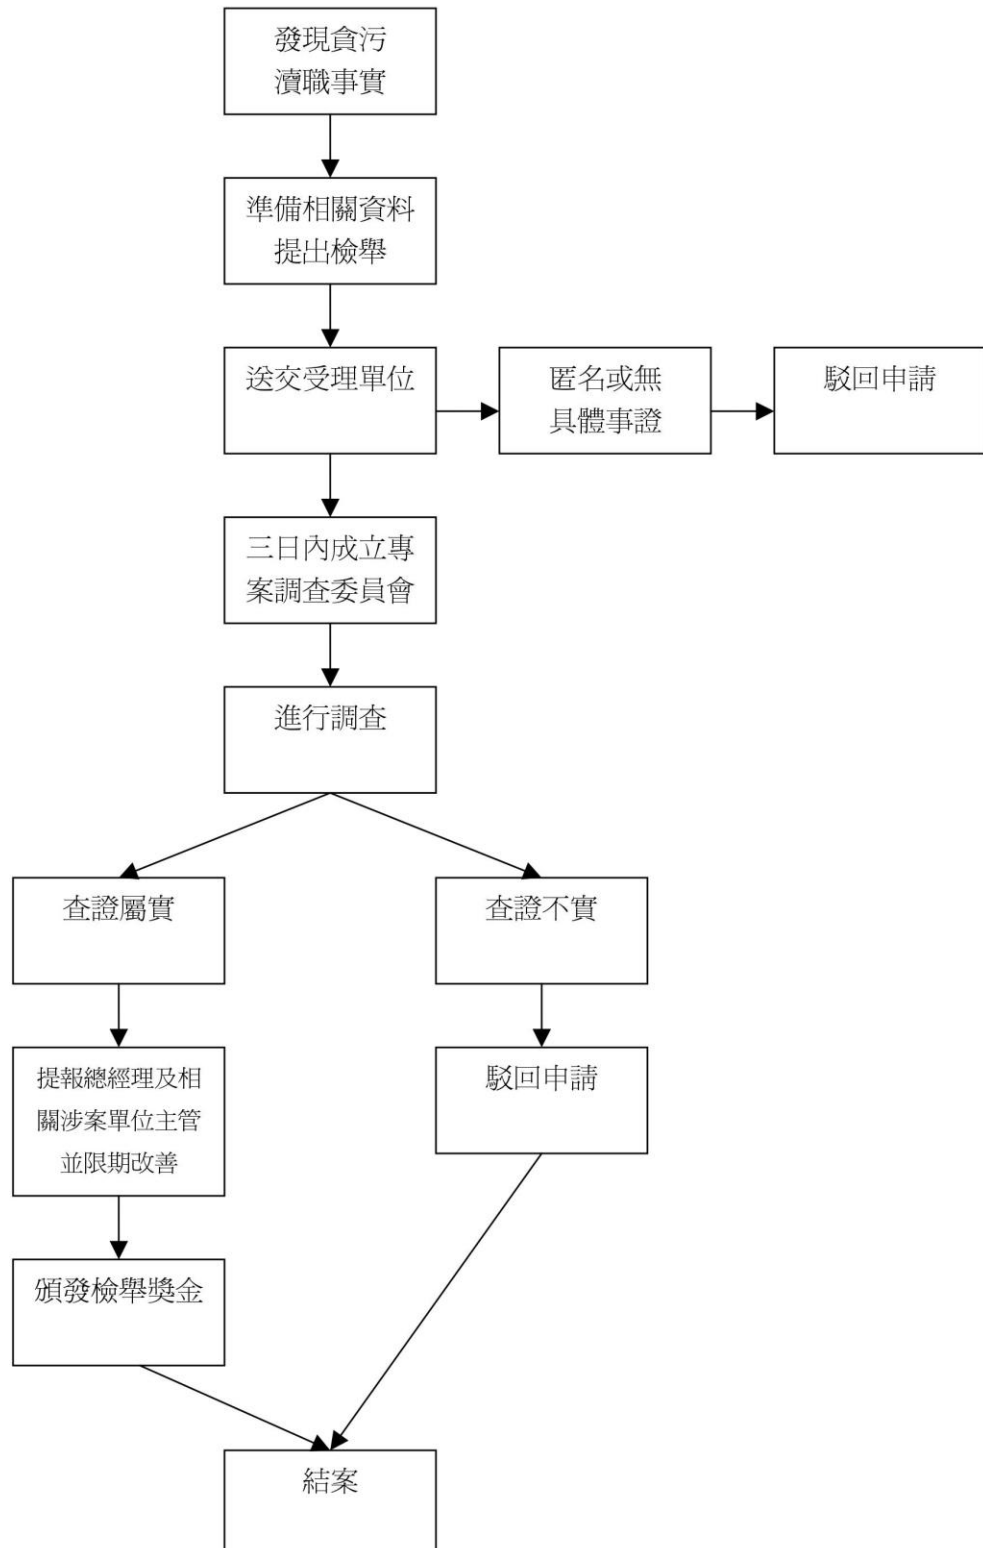 發現貪污
瀆職事實
準備相關資料
提出檢舉
送交受理單位
匿名或無
具體事證
駁回申請
三日內成立專
案調查委員會
進行調查
查證屬實
查證不實
提報總經理及相
關涉案單位主管
並限期改善
駁回申請
頒發檢舉獎金
結案